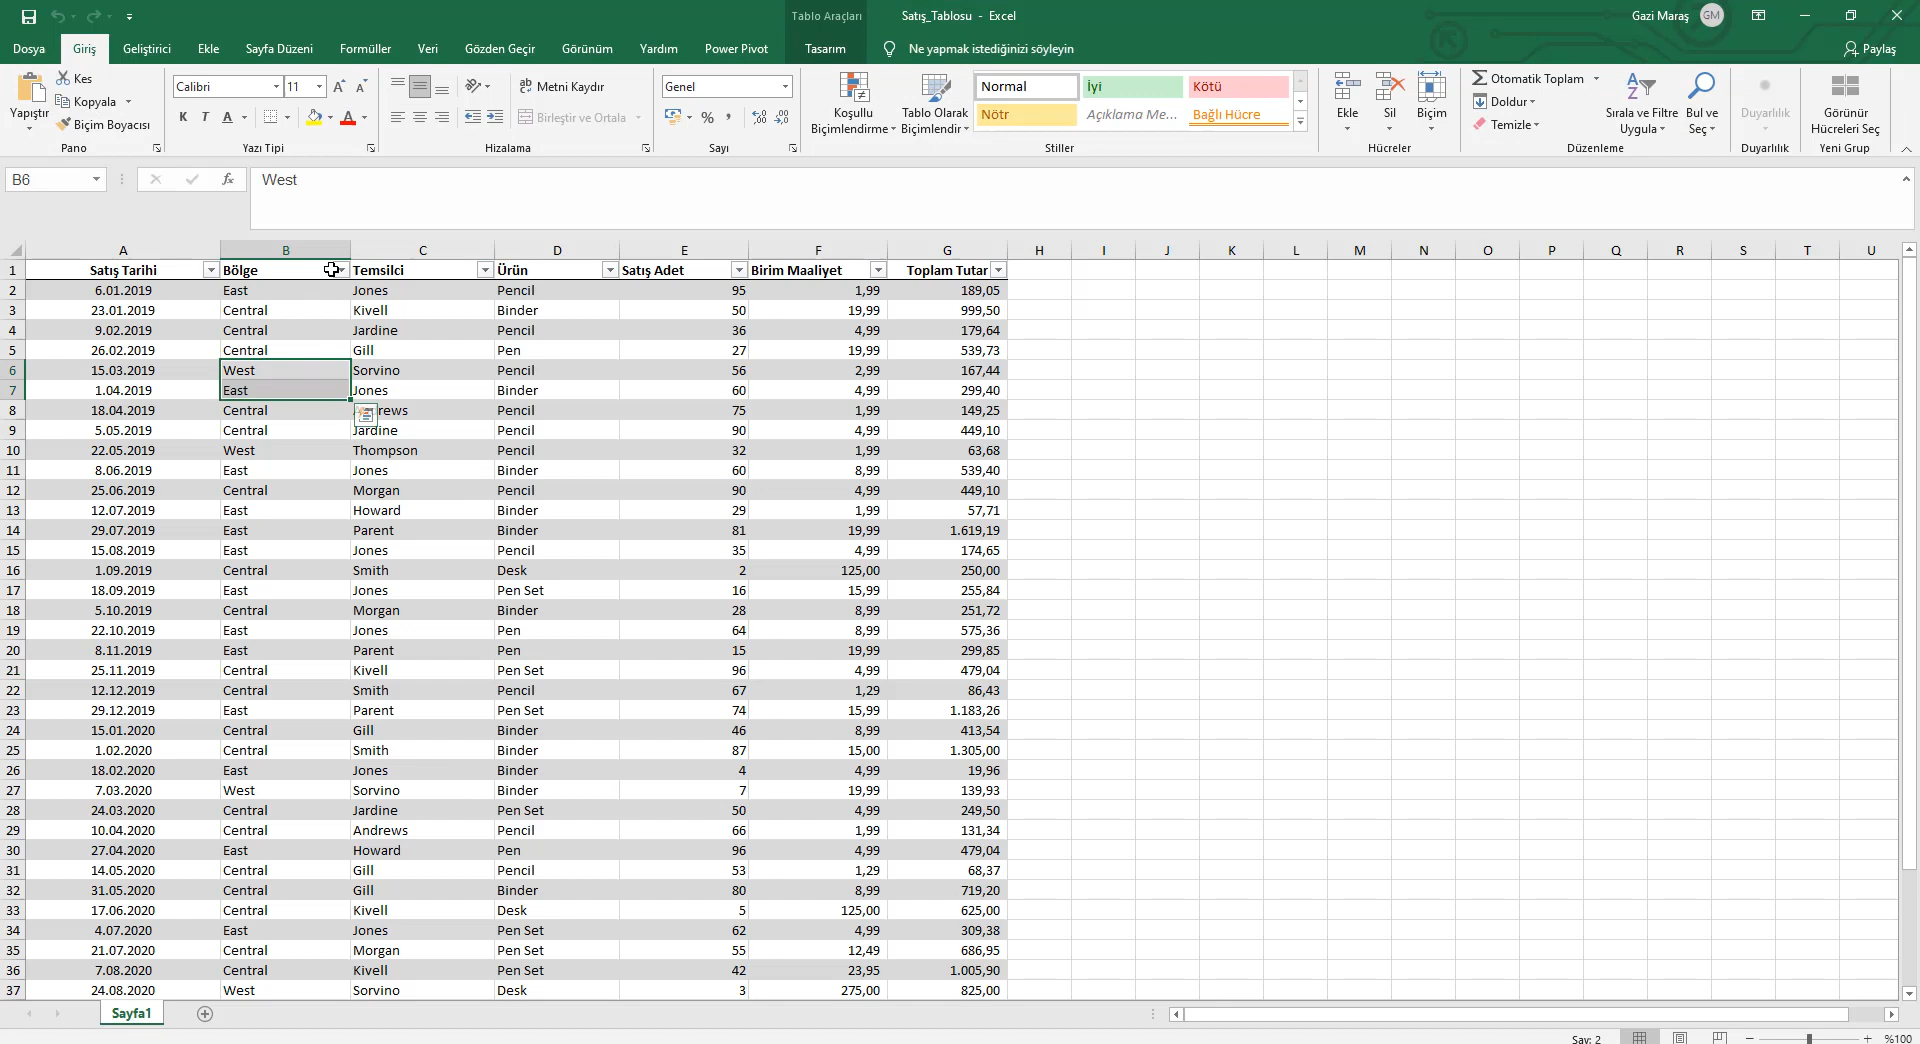 Tablo Araçları
Satış_Tablosu - Excel
Gazi Maraş GM
Dosya Giriş Geliştirici Ekle Sayfa Düzeni Formüller Veri Gözden Geçir Görünüm Yardım Power Pivot Tasarım Ne yapmak istediğinizi söyleyin Paylaş
Yapıştır
Kes
Kopyala
Biçim Boyacısı
Pano
Calibri 11
K T A
Yazı Tipi
Metni Kaydır
Birleştir ve Ortala
Hizalama
Genel
Sayı
Koşullu Biçimlendirme
Tablo Olarak Biçimlendir
Normal İyi Kötü
Nötr Açıklama Me... Bağlı Hücre
Stiller
Ekle Sil Biçim
Hücreler
Otomatik Toplam
Doldur
Temizle
Sırala ve Filtre Uygula
Bul ve Seç
Düzenleme
Duyarlılık
Duyarlılık
Görünür Hücreleri Seç
Yeni Grup
B6 fx West
A B C D E F G H I J K L M N O P Q R S T U
1 Satış Tarihi Bölge Temsilci Ürün Satış Adet Birim Maaliyet Toplam Tutar
2 6.01.2019 East Jones Pencil 95 1,99 189,05
3 23.01.2019 Central Kivell Binder 50 19,99 999,50
4 9.02.2019 Central Jardine Pencil 36 4,99 179,64
5 26.02.2019 Central Gill Pen 27 19,99 539,73
6 15.03.2019 West Sorvino Pencil 56 2,99 167,44
7 1.04.2019 East Jones Binder 60 4,99 299,40
8 18.04.2019 Central Andrews Pencil 75 1,99 149,25
9 5.05.2019 Central Jardine Pencil 90 4,99 449,10
10 22.05.2019 West Thompson Pencil 32 1,99 63,68
11 8.06.2019 East Jones Binder 60 8,99 539,40
12 25.06.2019 Central Morgan Pencil 90 4,99 449,10
13 12.07.2019 East Howard Binder 29 1,99 57,71
14 29.07.2019 East Parent Binder 81 19,99 1.619,19
15 15.08.2019 East Jones Pencil 35 4,99 174,65
16 1.09.2019 Central Smith Desk 2 125,00 250,00
17 18.09.2019 East Jones Pen Set 16 15,99 255,84
18 5.10.2019 Central Morgan Binder 28 8,99 251,72
19 22.10.2019 East Jones Pen 64 8,99 575,36
20 8.11.2019 East Parent Pen 15 19,99 299,85
21 25.11.2019 Central Kivell Pen Set 96 4,99 479,04
22 12.12.2019 Central Smith Pencil 67 1,29 86,43
23 29.12.2019 East Parent Pen Set 74 15,99 1.183,26
24 15.01.2020 Central Gill Binder 46 8,99 413,54
25 1.02.2020 Central Smith Binder 87 15,00 1.305,00
26 18.02.2020 East Jones Binder 4 4,99 19,96
27 7.03.2020 West Sorvino Binder 7 19,99 139,93
28 24.03.2020 Central Jardine Pen Set 50 4,99 249,50
29 10.04.2020 Central Andrews Pencil 66 1,99 131,34
30 27.04.2020 East Howard Pen 96 4,99 479,04
31 14.05.2020 Central Gill Pencil 53 1,29 68,37
32 31.05.2020 Central Gill Binder 80 8,99 719,20
33 17.06.2020 Central Kivell Desk 5 125,00 625,00
34 4.07.2020 East Jones Pen Set 62 4,99 309,38
35 21.07.2020 Central Morgan Pen Set 55 12,49 686,95
36 7.08.2020 Central Kivell Pen Set 42 23,95 1.005,90
37 24.08.2020 West Sorvino Desk 3 275,00 825,00
Sayfa1
Say: 2 %100